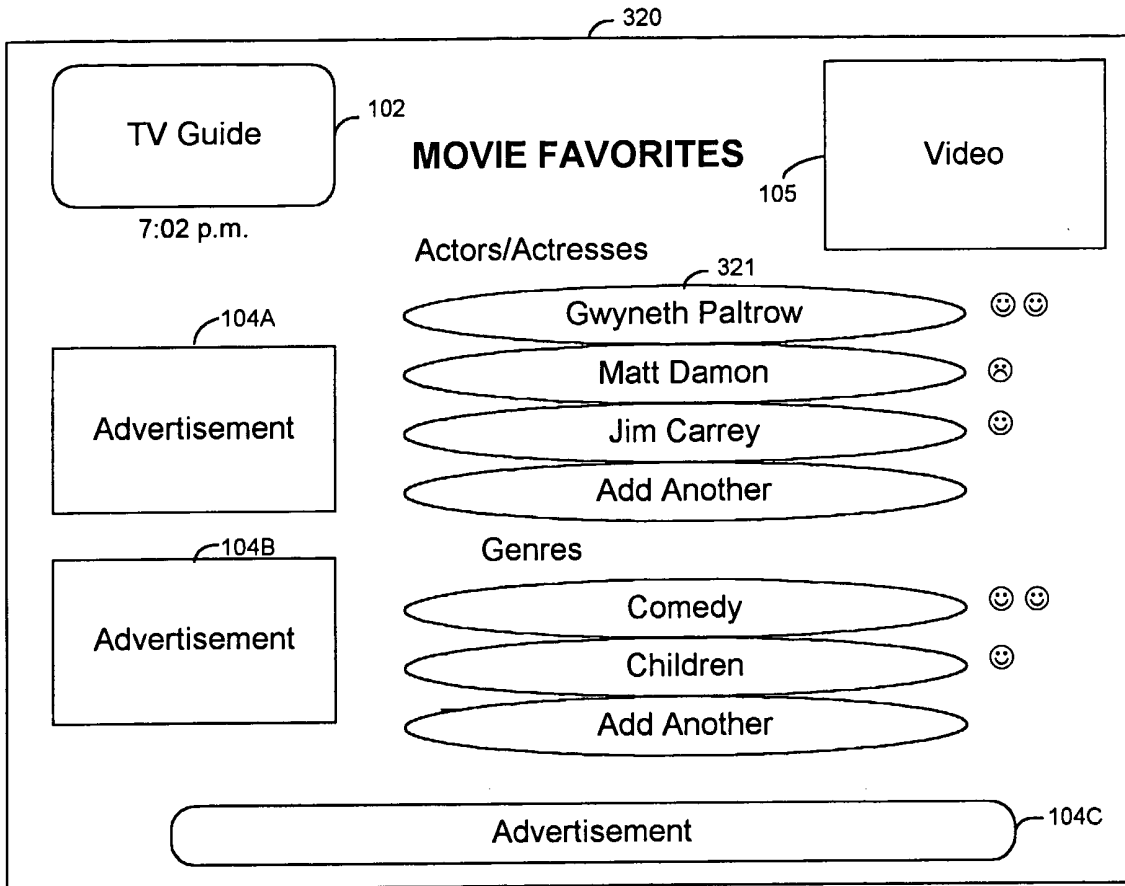 320
TV Guide
102
MOVIE FAVORITES
Video
105
7:02 p.m.
Actors/Actresses
321
Gwyneth Paltrow
Matt Damon
Jim Carrey
Add Another
104A
Advertisement
104B
Advertisement
Genres
Comedy
Children
Add Another
Advertisement
104C